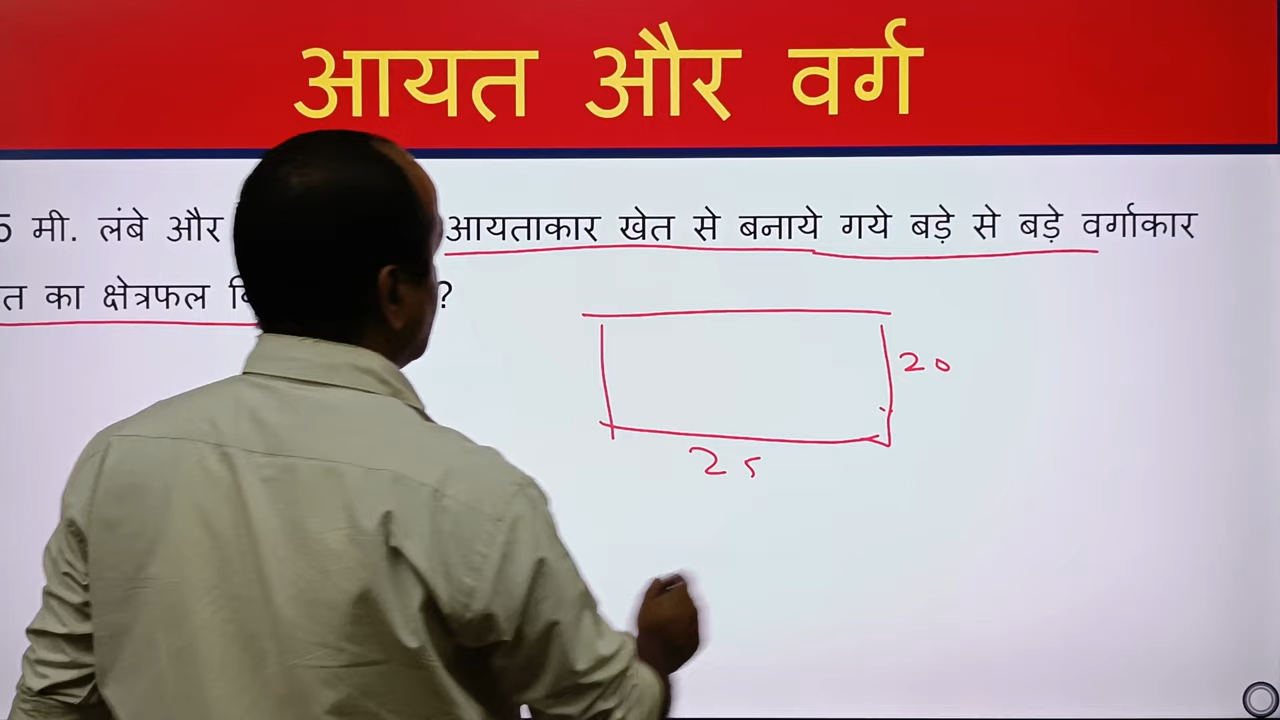 आयत और वर्ग
5 मी. लंबे और आयताकार खेत से बनाये गये बड़े से बड़े वर्गाकार
त का क्षेत्रफल ?
20
25